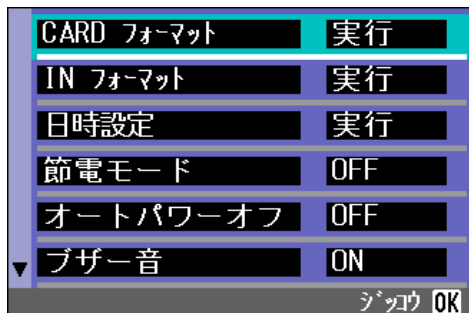 CARD フォーマット 実行
IN フォーマット 実行
日時設定 実行
節電モード OFF
オートパワーオフ OFF
ブザー音 ON
ジッコウ OK